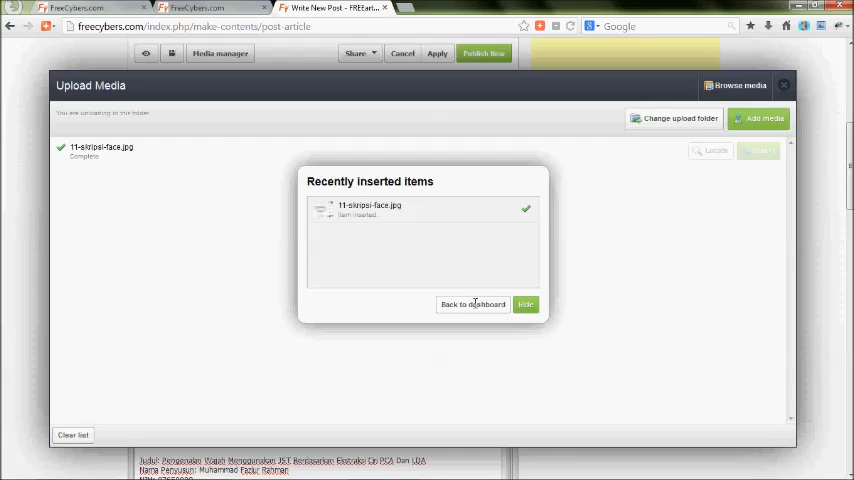 FreeCybers.com
FreeCybers.com
Write New Post - FREEart...
freecybers.com/index.php/make-contents/post-article
Google
Media manager
Share
Cancel
Apply
Publish Now
Upload Media
Browse media
You are uploading to this folder
Change upload folder
Add media
11-skripsi-face.jpg
Complete.
Locate
Insert
Recently inserted items
11-skripsi-face.jpg
Item inserted.
Back to dashboard
Hide
Clear list
Judul: Pengenalan Wajah Menggunakan JST Berdasarkan Ekstraksi Ciri PCA Dan LDA
Nama Penyusun: Muhammad Fazlur Rahman